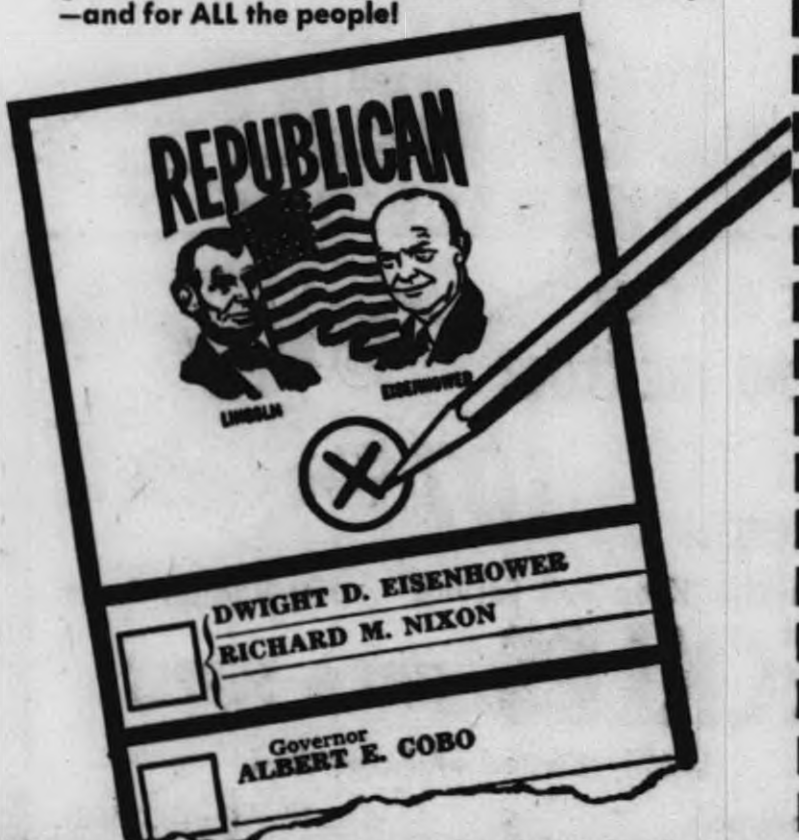 —and for ALL the people!
REPUBLICAN
LINCOLN
EISENHOWER
DWIGHT D. EISENHOWER
RICHARD M. NIXON
Governor
ALBERT E. COBO